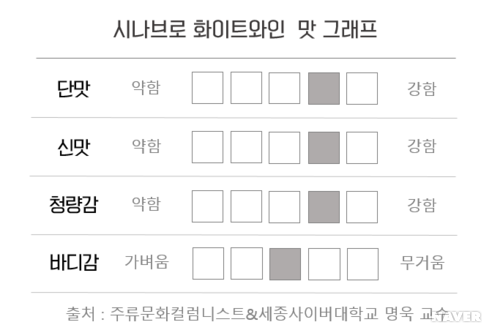 시나브로 화이트와인 맛 그래프
단맛 약함 강함
신맛 약함 강함
청량감 약함 강함
바디감 가벼움 무거움
출처 : 주류문화컬럼니스트&세종사이버대학교 명욱 교수
NAVER